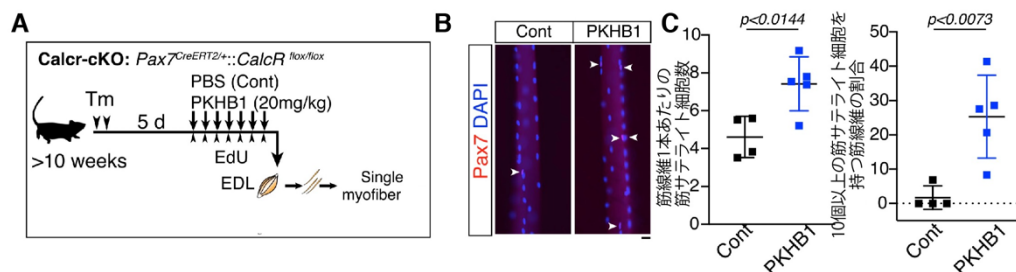 A
Calcr-cKO: Pax7CreERT2/+::CalcR flox/flox
PBS (Cont)
PKHB1 (20mg/kg)
Tm
5 d
>10 weeks
EdU
EDL
Single
myofiber
B
Cont
PKHB1
Pax7 DAPI
C
p<0.0144
筋線維1本あたりの
筋サテライト細胞数
10
8
6
4
2
0
Cont
PKHB1
p<0.0073
10個以上の筋サテライト細胞を
持つ筋線維の割合
50
40
30
20
10
0
Cont
PKHB1